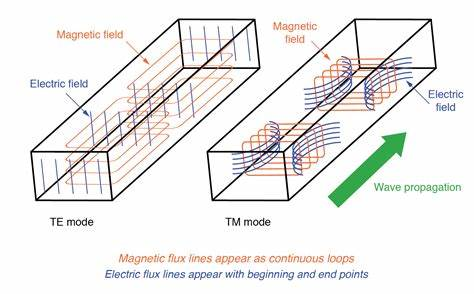 Magnetic field
Magnetic
field
Electric field
Electric
field
Wave propagation
TE mode
TM mode
Magnetic flux lines appear as continuous loops
Electric flux lines appear with beginning and end points